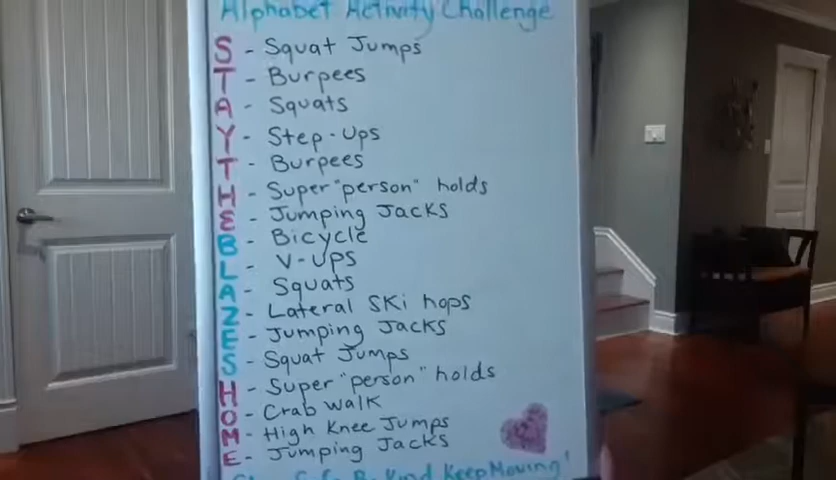 Alphabet Activity Challenge
S - Squat Jumps
T - Burpees
A - Squats
Y - Step-Ups
T - Burpees
H - Super "person" holds
E - Jumping Jacks
B - Bicycle
L - V-Ups
A - Squats
Z - Lateral Ski hops
E - Jumping Jacks
S - Squat Jumps
H - Super "person" holds
O - Crab walk
M - High Knee Jumps
E - Jumping Jacks
Be Kind Keep Moving!